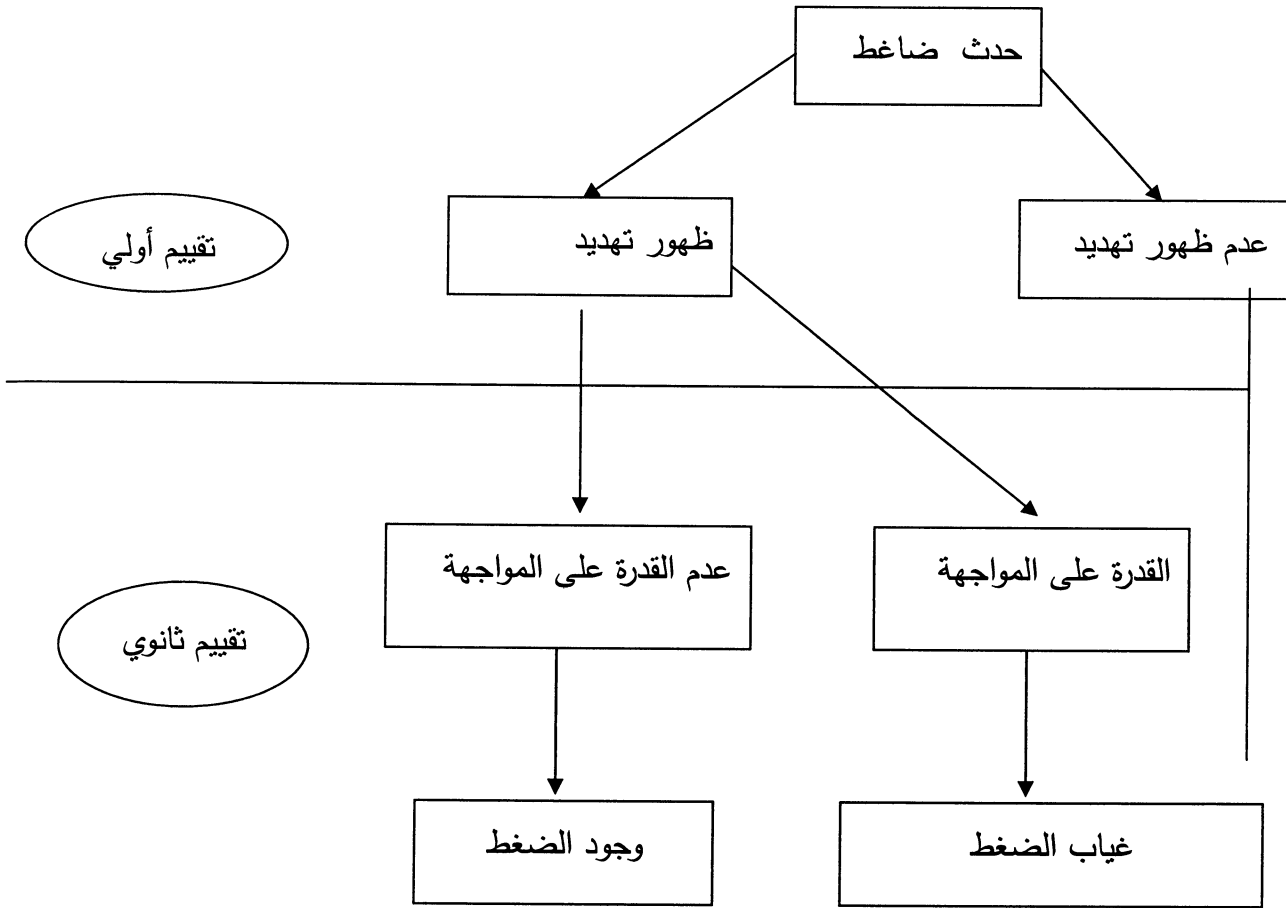 حدث ضاغط
عدم ظهور تهديد
ظهور تهديد
تقييم أولي
القدرة على المواجهة
عدم القدرة على المواجهة
تقييم ثانوي
غياب الضغط
وجود الضغط